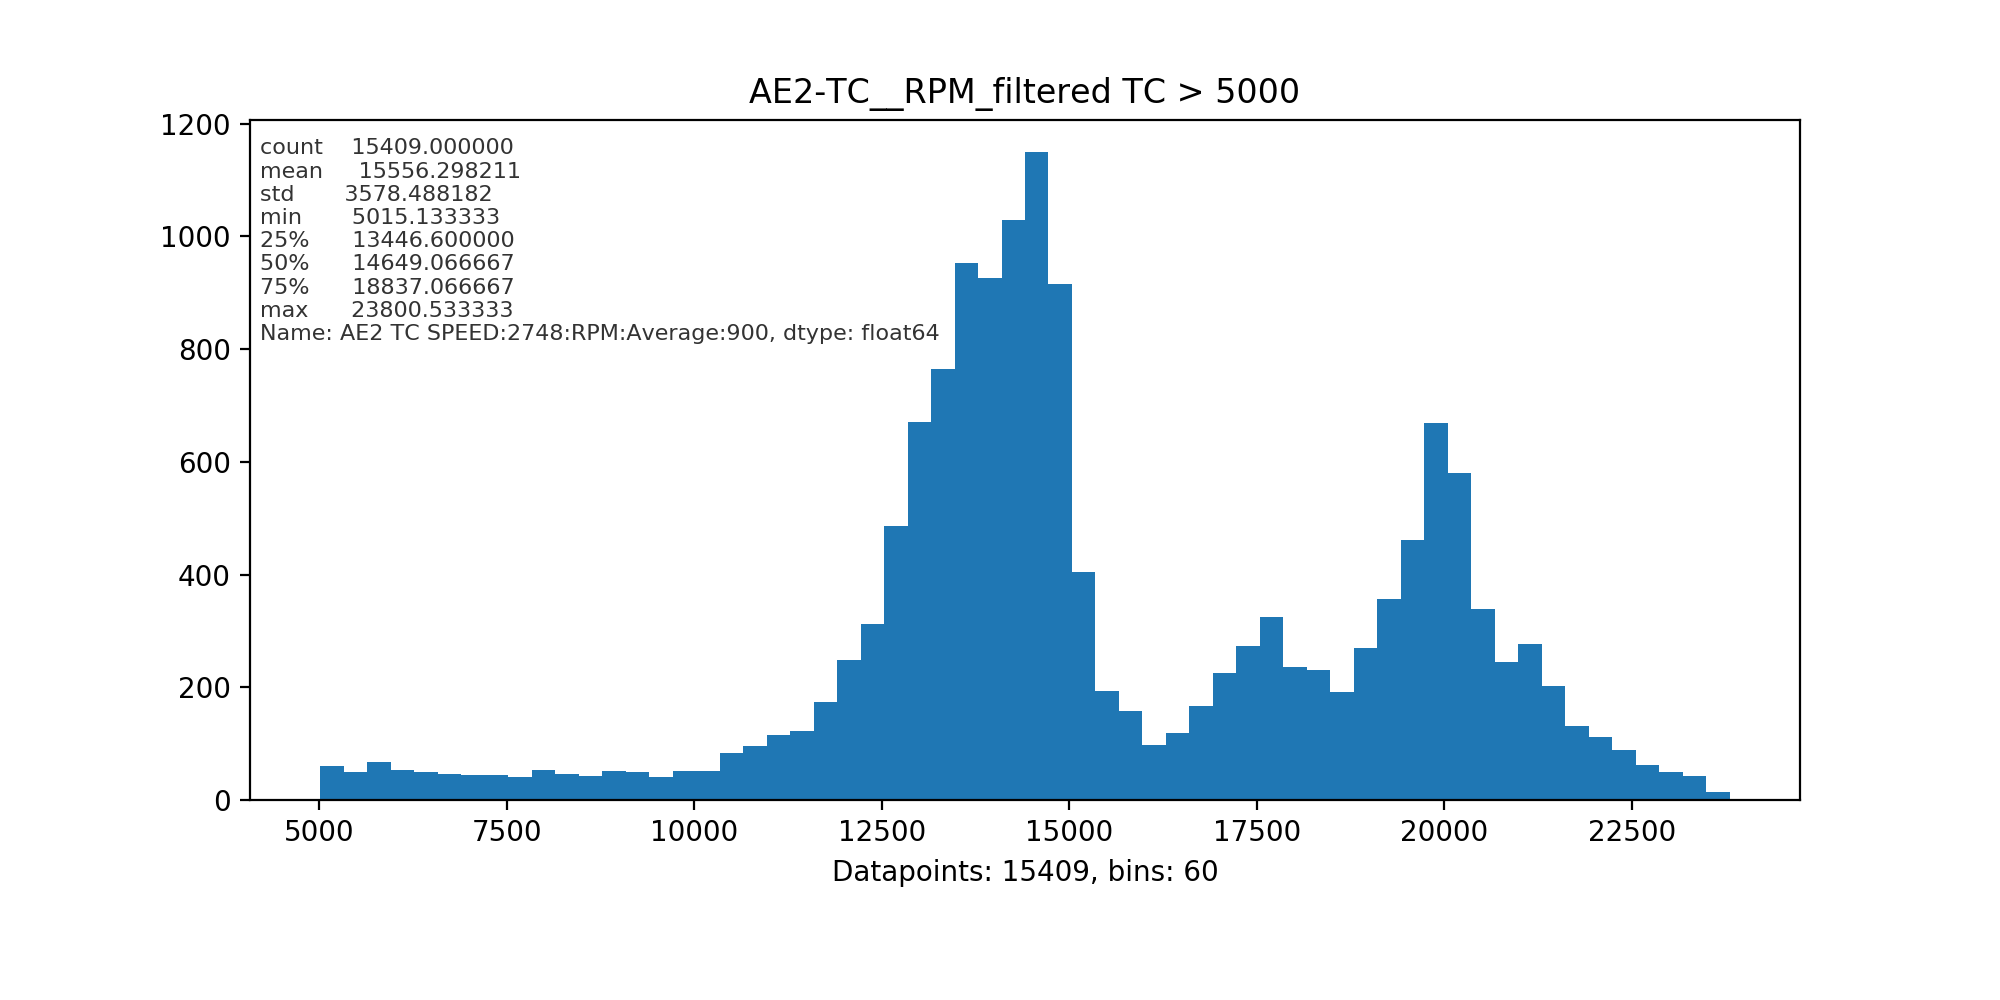 AE2-TC__RPM_filtered TC > 5000
1200
1000
800
600
400
200
0
count 15409.000000
mean 15556.298211
std 3578.488182
min 5015.133333
25% 13446.600000
50% 14649.066667
75% 18837.066667
max 23800.533333
Name: AE2 TC SPEED:2748:RPM:Average:900, dtype: float64
5000 7500 10000 12500 15000 17500 20000 22500
Datapoints: 15409, bins: 60